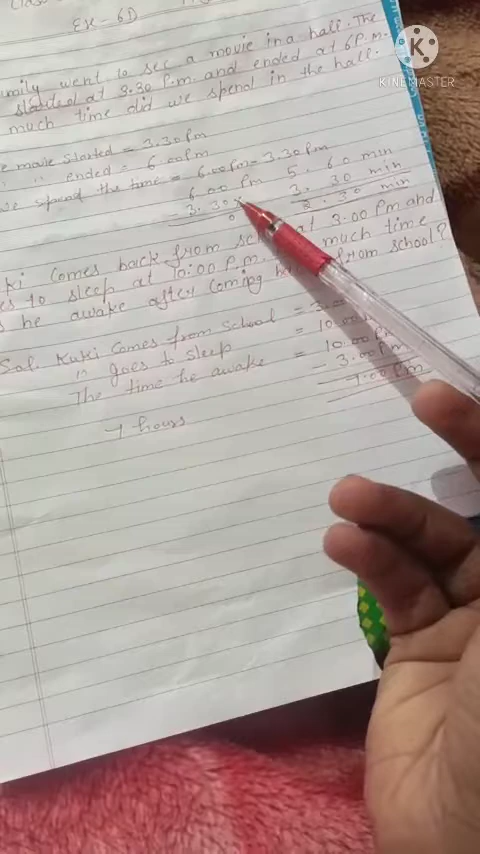 EX - 6D
K
KINEMASTER
family went to see a movie in a hall. The
started at 3.30 P.m. and ended at 6 P.M.
much time did we spend in the hall.
movie started = 3.30 pm
" " ended = 6.00 pm
we spend the time = 6.00 pm = 3.30 pm
6.00 pm 5. 60 min
- 3.30 3. 30 min
0 2. 30 min
comes back from at 3.00 Pm and
to sleep at 10:00 P.M. much time
he awake after coming from school?
Sol. Kuki comes from school =
" goes to sleep = 10.00
The time he awake = 10.00 Pm
- 3.00 Pm
7.00 Pm
7 hours